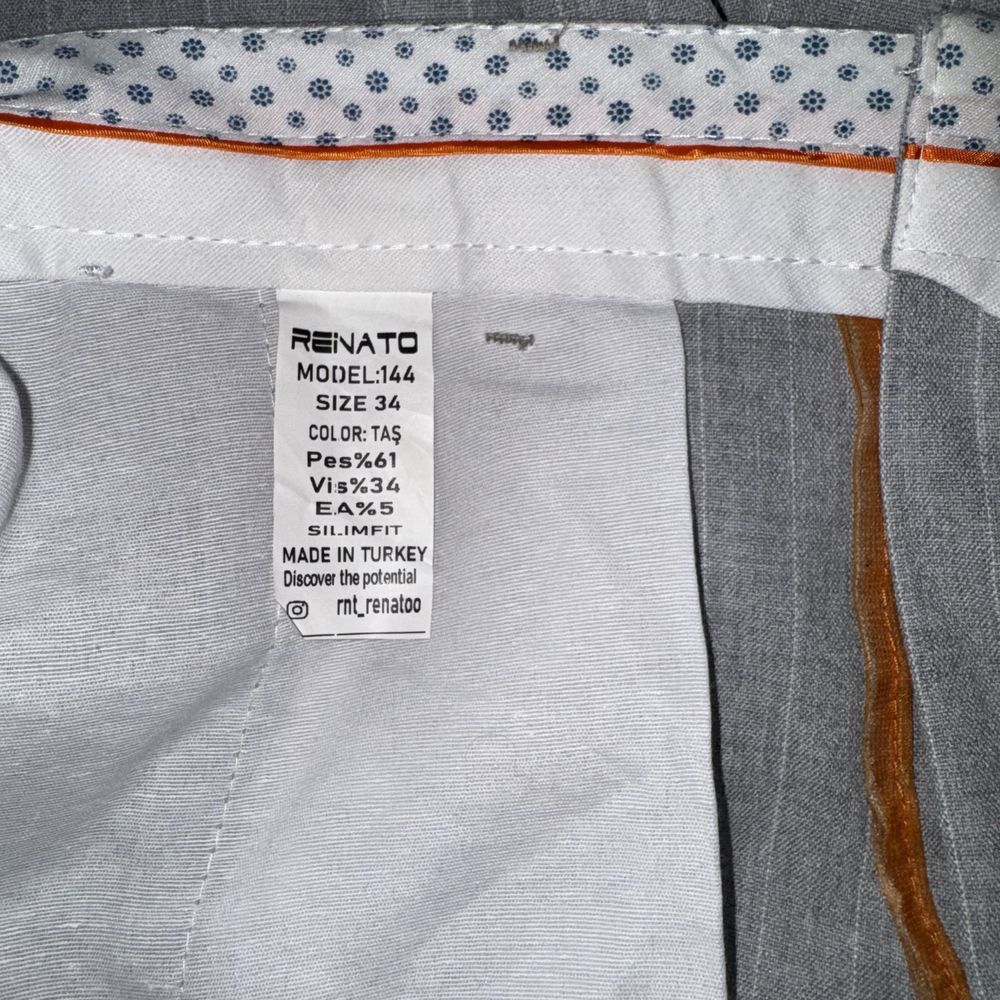 RENATO
MODEL:144
SIZE 34
COLOR: TAŞ
Pes%61
Vis%34
EA%5
SILIMFIT
MADE IN TURKEY
Discover the potential
rnt_renatoo